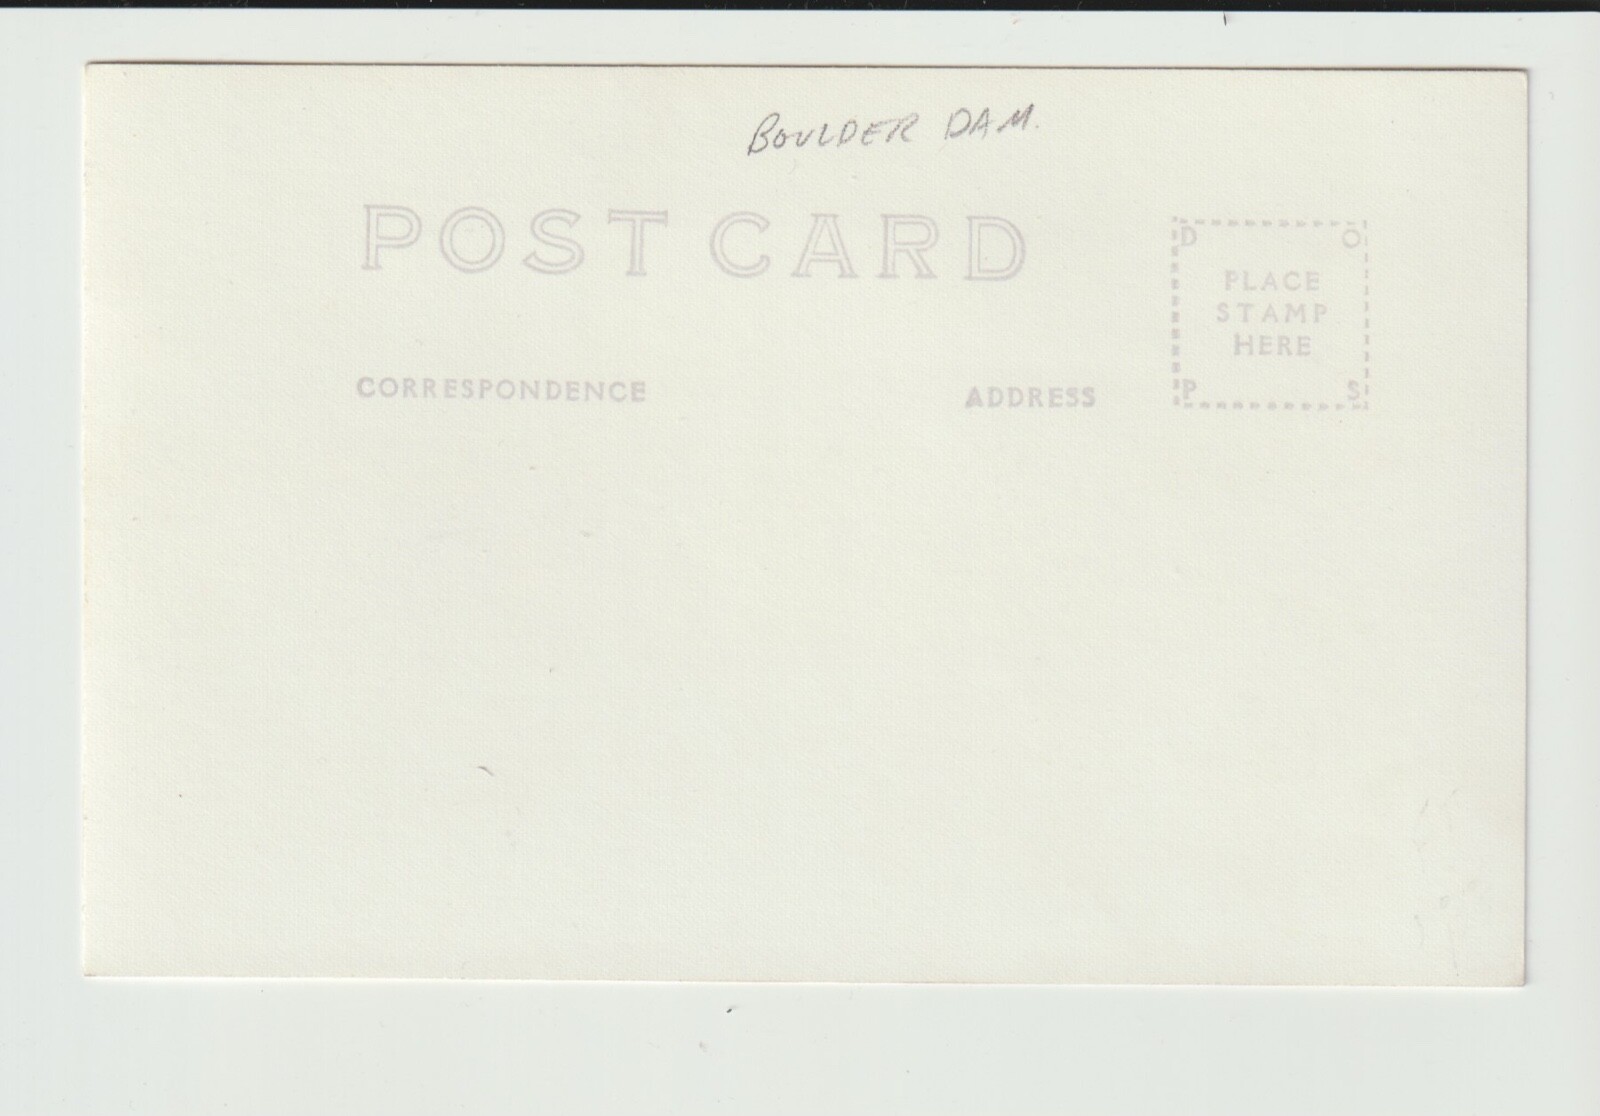 BOULDER DAM.
POST CARD
D O
PLACE
STAMP
HERE
P S
CORRESPONDENCE
ADDRESS